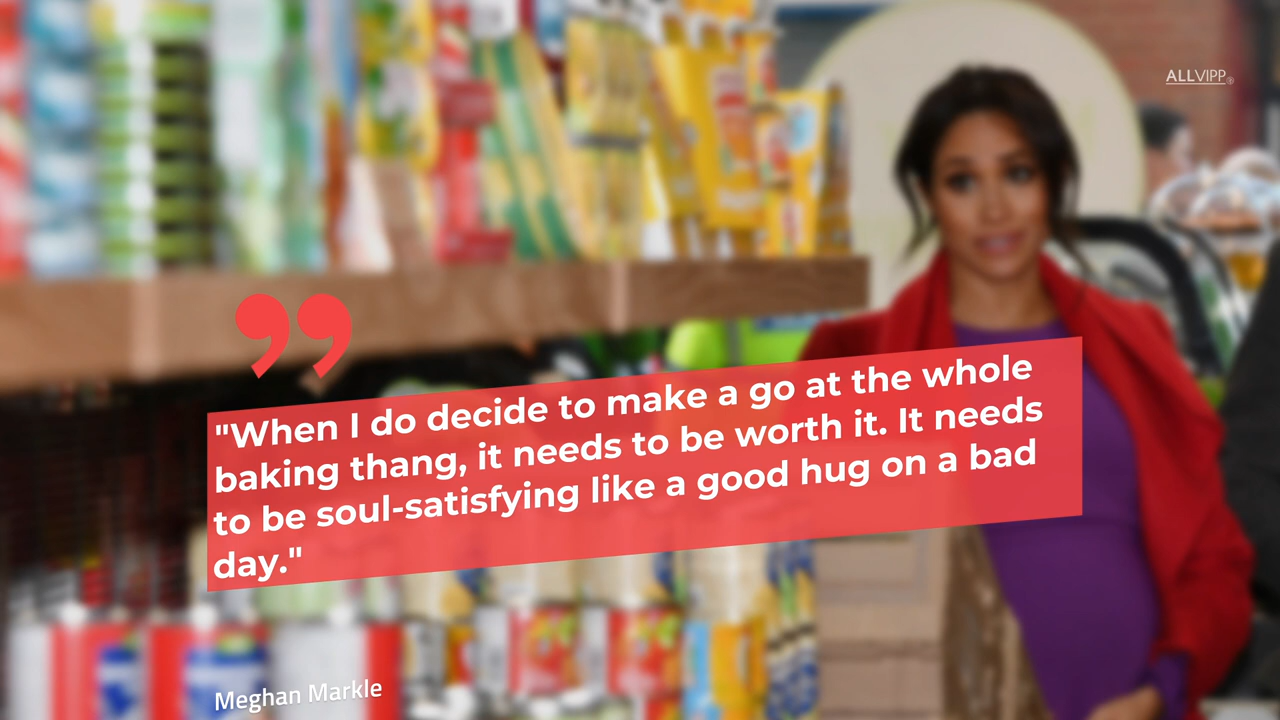 ALLVIPP®
"When I do decide to make a go at the whole
baking thang, it needs to be worth it. It needs
to be soul-satisfying like a good hug on a bad
day."
Meghan Markle